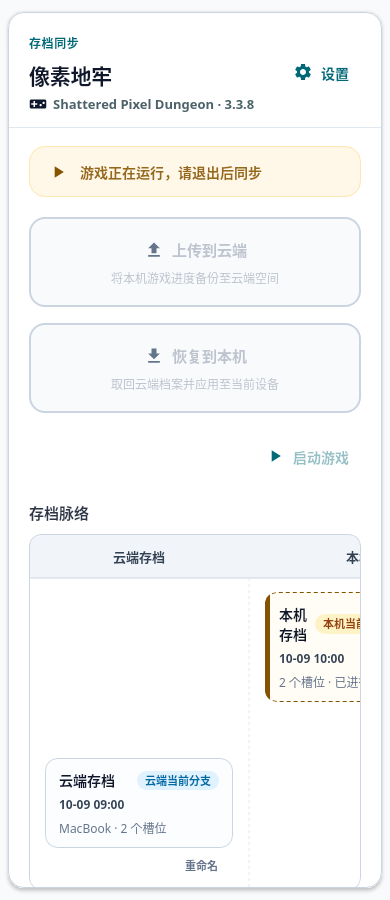 存档同步
像素地牢
设置
Shattered Pixel Dungeon · 3.3.8
游戏正在运行，请退出后同步
上传到云端
将本机游戏进度备份至云端空间
恢复到本机
取回云端档案并应用至当前设备
启动游戏
存档脉络
云端存档
本
本机
存档
本机当前
10-09 10:00
2 个槽位 · 已进
云端存档
云端当前分支
10-09 09:00
MacBook · 2 个槽位
重命名